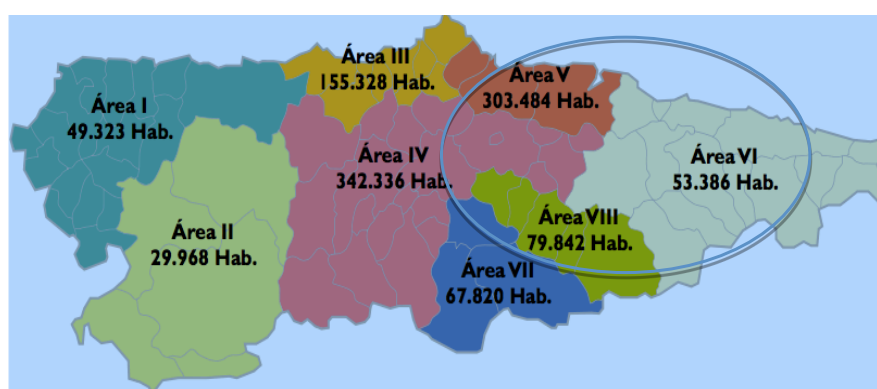 Área III
155.328 Hab.
Área V
303.484 Hab.
Área I
49.323 Hab.
Área IV
342.336 Hab.
Área VI
53.386 Hab.
Área II
29.968 Hab.
Área VIII
79.842 Hab.
Área VII
67.820 Hab.